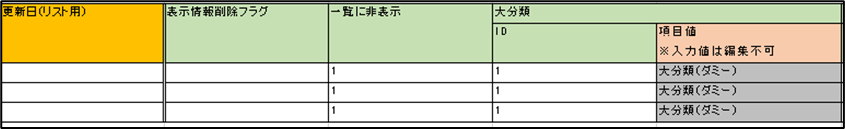 更新日(リスト用) 表示情報削除フラグ 一覧に非表示 大分類
ID 項目値
※入力値は編集不可
1 1 大分類(ダミー)
1 1 大分類(ダミー)
1 1 大分類(ダミー)